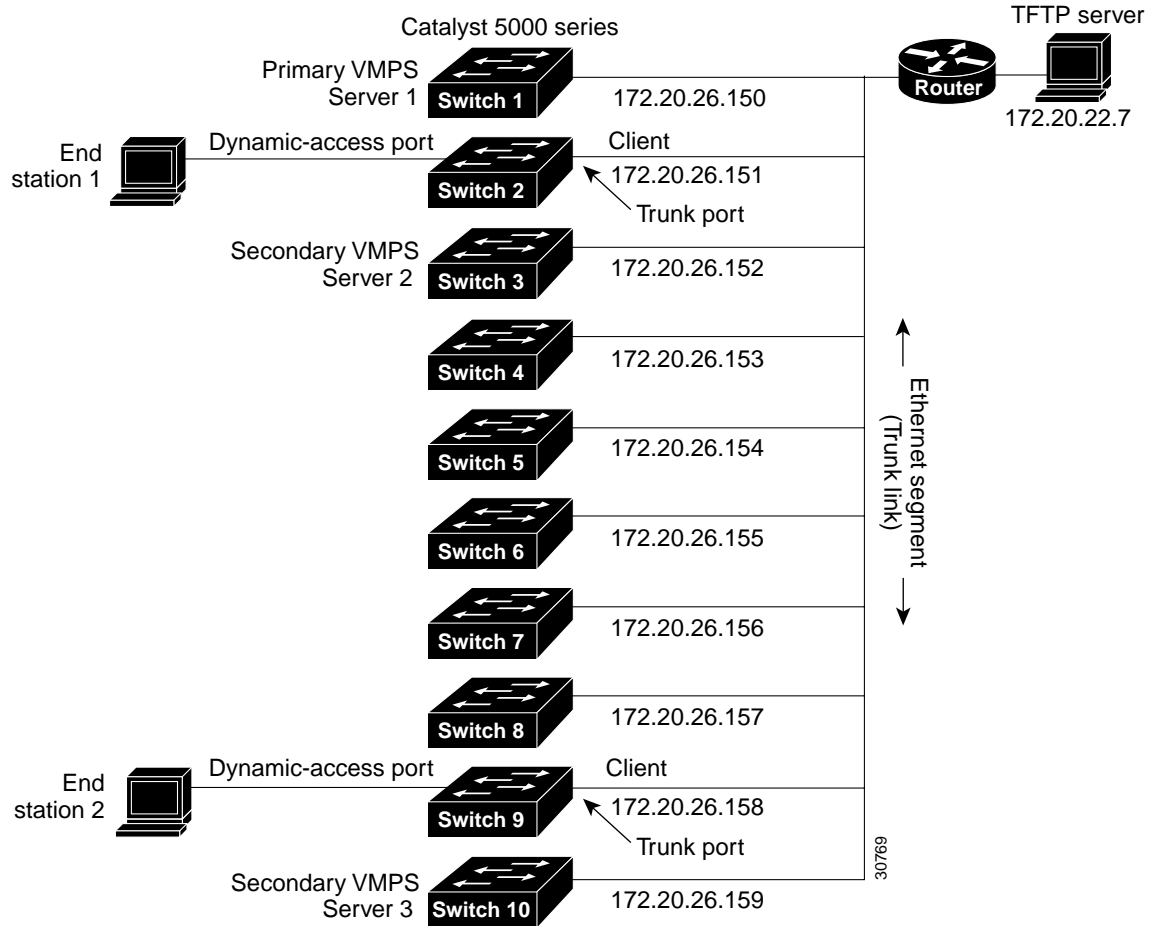 Catalyst 5000 series
TFTP server
Primary VMPS
Server 1
Switch 1
172.20.26.150
Router
172.20.22.7
End
station 1
Dynamic-access port
Switch 2
Client
172.20.26.151
Trunk port
Secondary VMPS
Server 2
Switch 3
172.20.26.152
Switch 4
172.20.26.153
Switch 5
172.20.26.154
Ethernet segment
(Trunk link)
Switch 6
172.20.26.155
Switch 7
172.20.26.156
Switch 8
172.20.26.157
End
station 2
Dynamic-access port
Switch 9
Client
172.20.26.158
Trunk port
30769
Secondary VMPS
Server 3
Switch 10
172.20.26.159